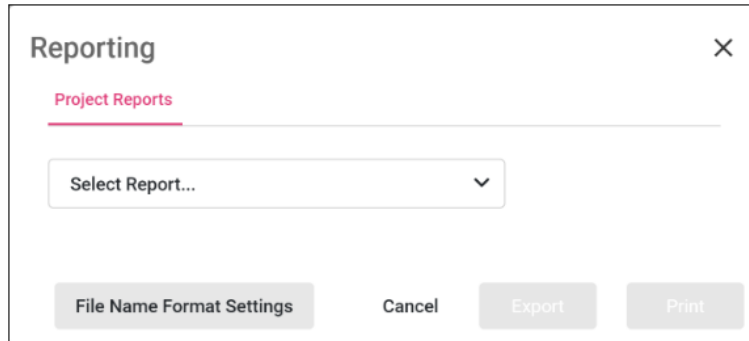 Reporting
Project Reports
Select Report...
File Name Format Settings Cancel Export Print